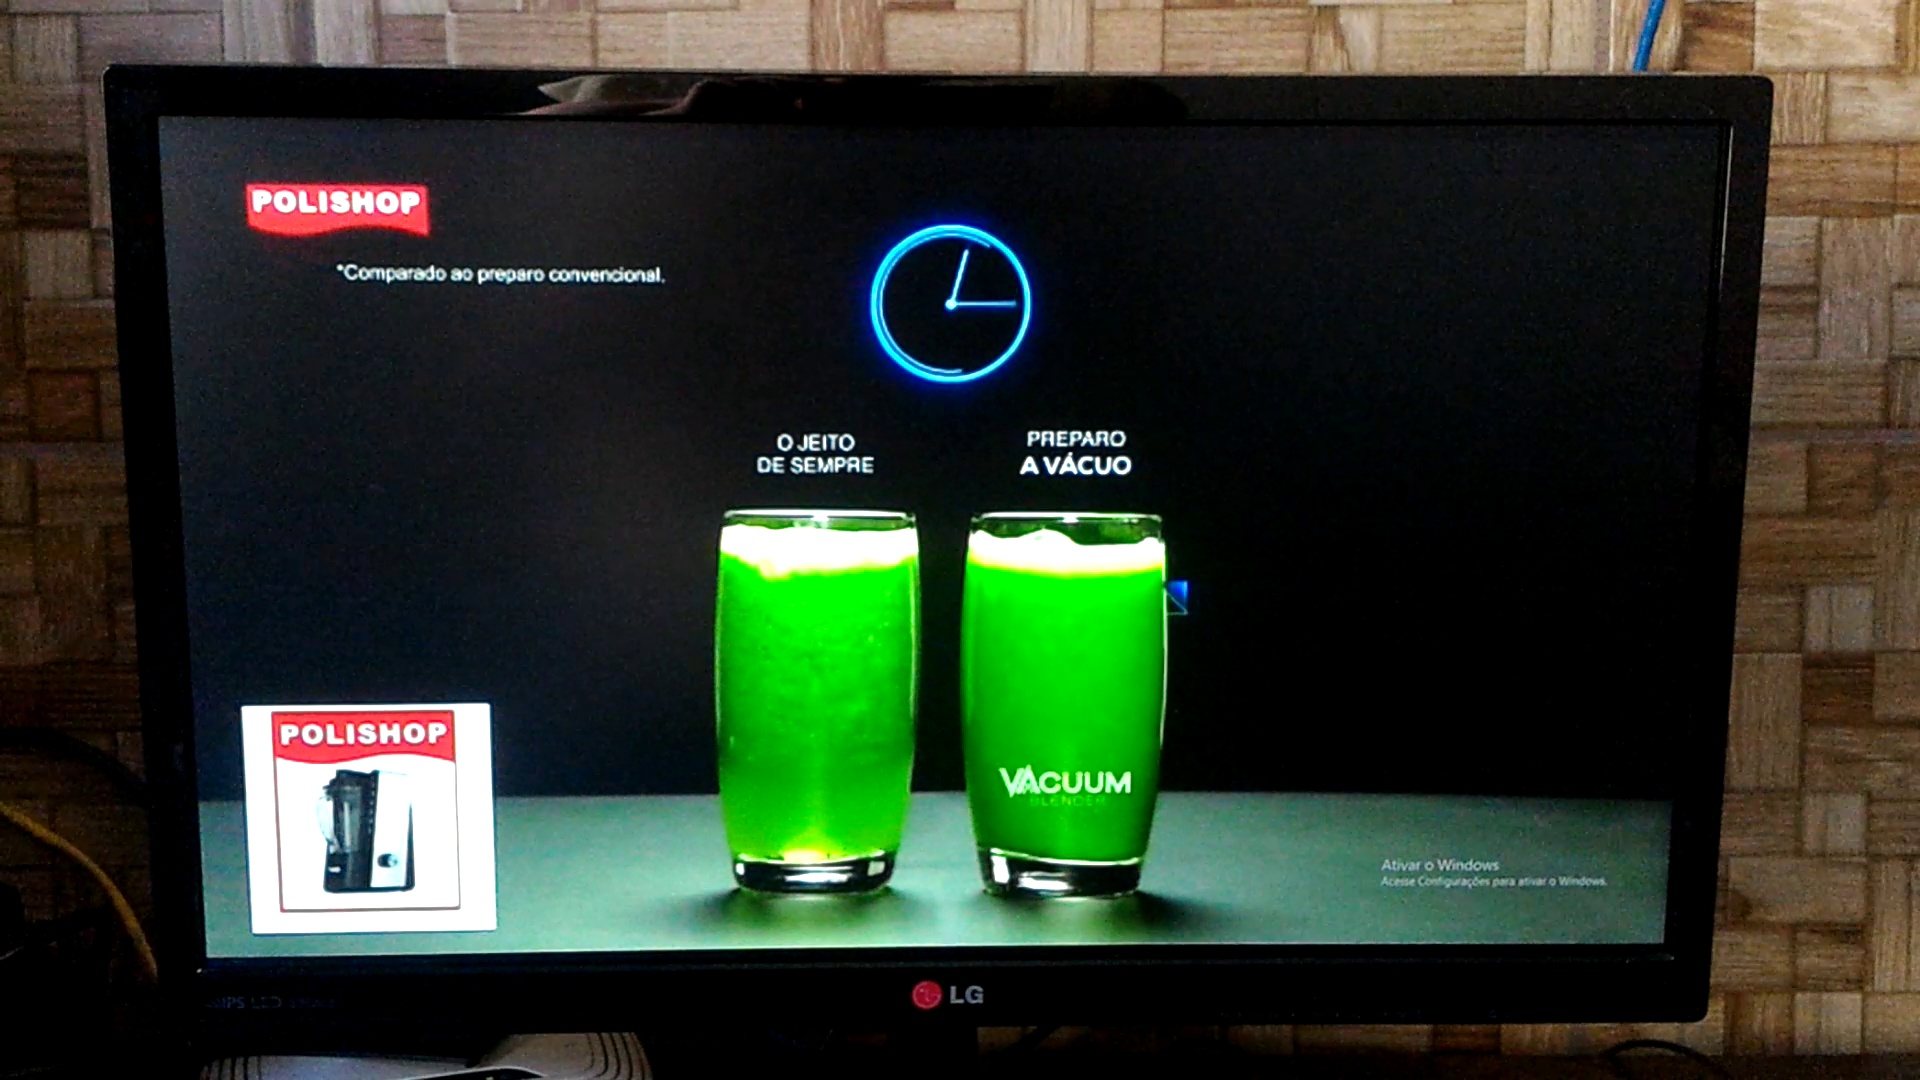 POLISHOP
*Comparado ao preparo convencional.
O JEITO
DE SEMPRE
PREPARO
A VÁCUO
VACUUM
BLENDER
POLISHOP
Ativar o Windows
Acesse Configurações para ativar o Windows.
LG